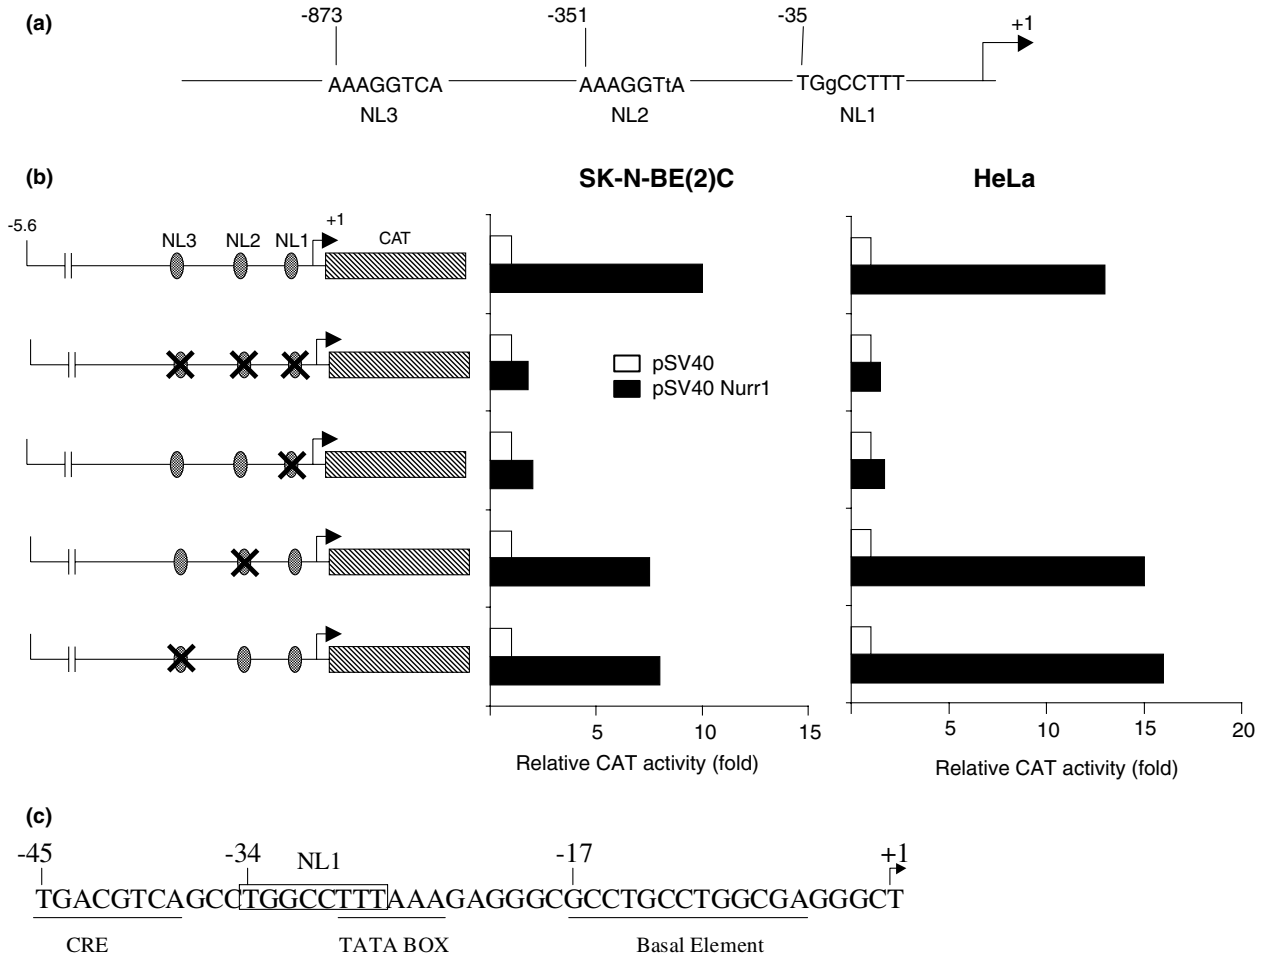 (a)
-873
-351
-35
+1
AAAGGTCA
AAAGGTtA
TGgCCTTT
NL3
NL2
NL1
(b)
SK-N-BE(2)C
HeLa
-5.6
NL3
NL2
NL1
+1
CAT
pSV40
pSV40 Nurr1
5
10
15
Relative CAT activity (fold)
5
10
15
20
Relative CAT activity (fold)
(c)
-45
-34
NL1
-17
+1
TGACGTCAGCCTGGCCTTTAAAGAGGGCGCCTGCCTGGCGAGGGCT
CRE
TATA BOX
Basal Element